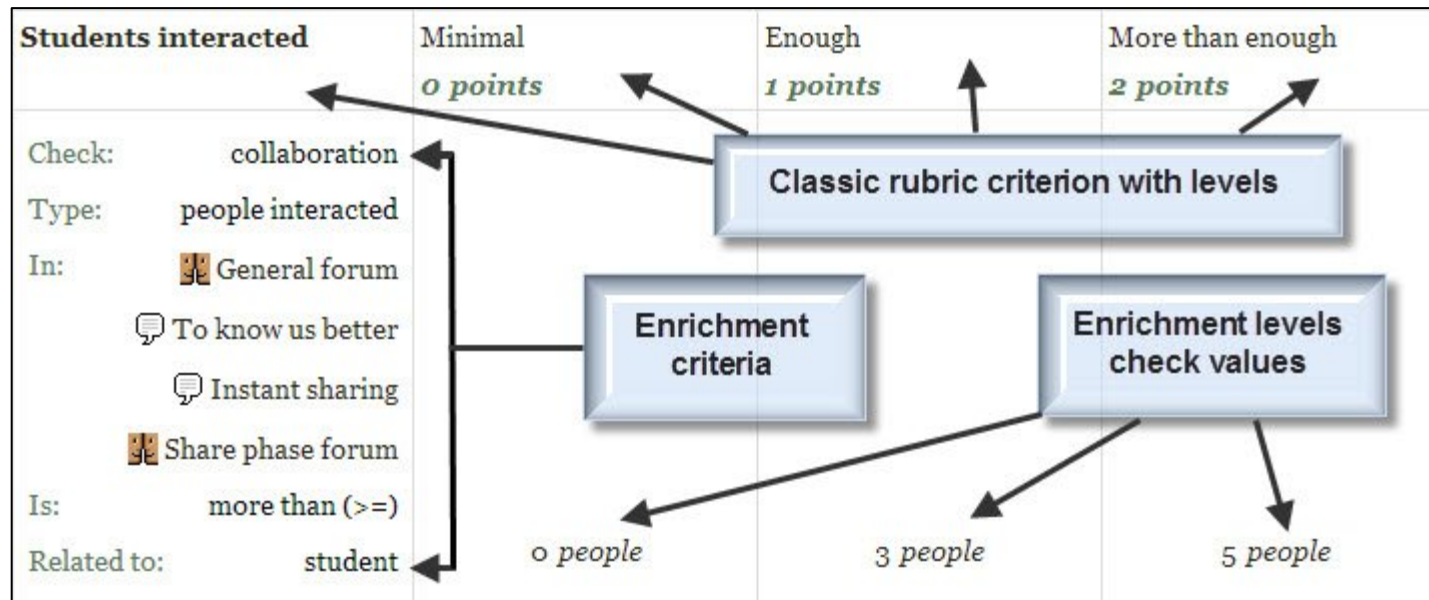 Students interacted Minimal Enough More than enough
0 points 1 points 2 points
Check: collaboration
Classic rubric criterion with levels
Type: people interacted
In: General forum
To know us better
Enrichment
criteria
Enrichment levels
check values
Instant sharing
Share phase forum
Is: more than (>=)
Related to: student
0 people 3 people 5 people